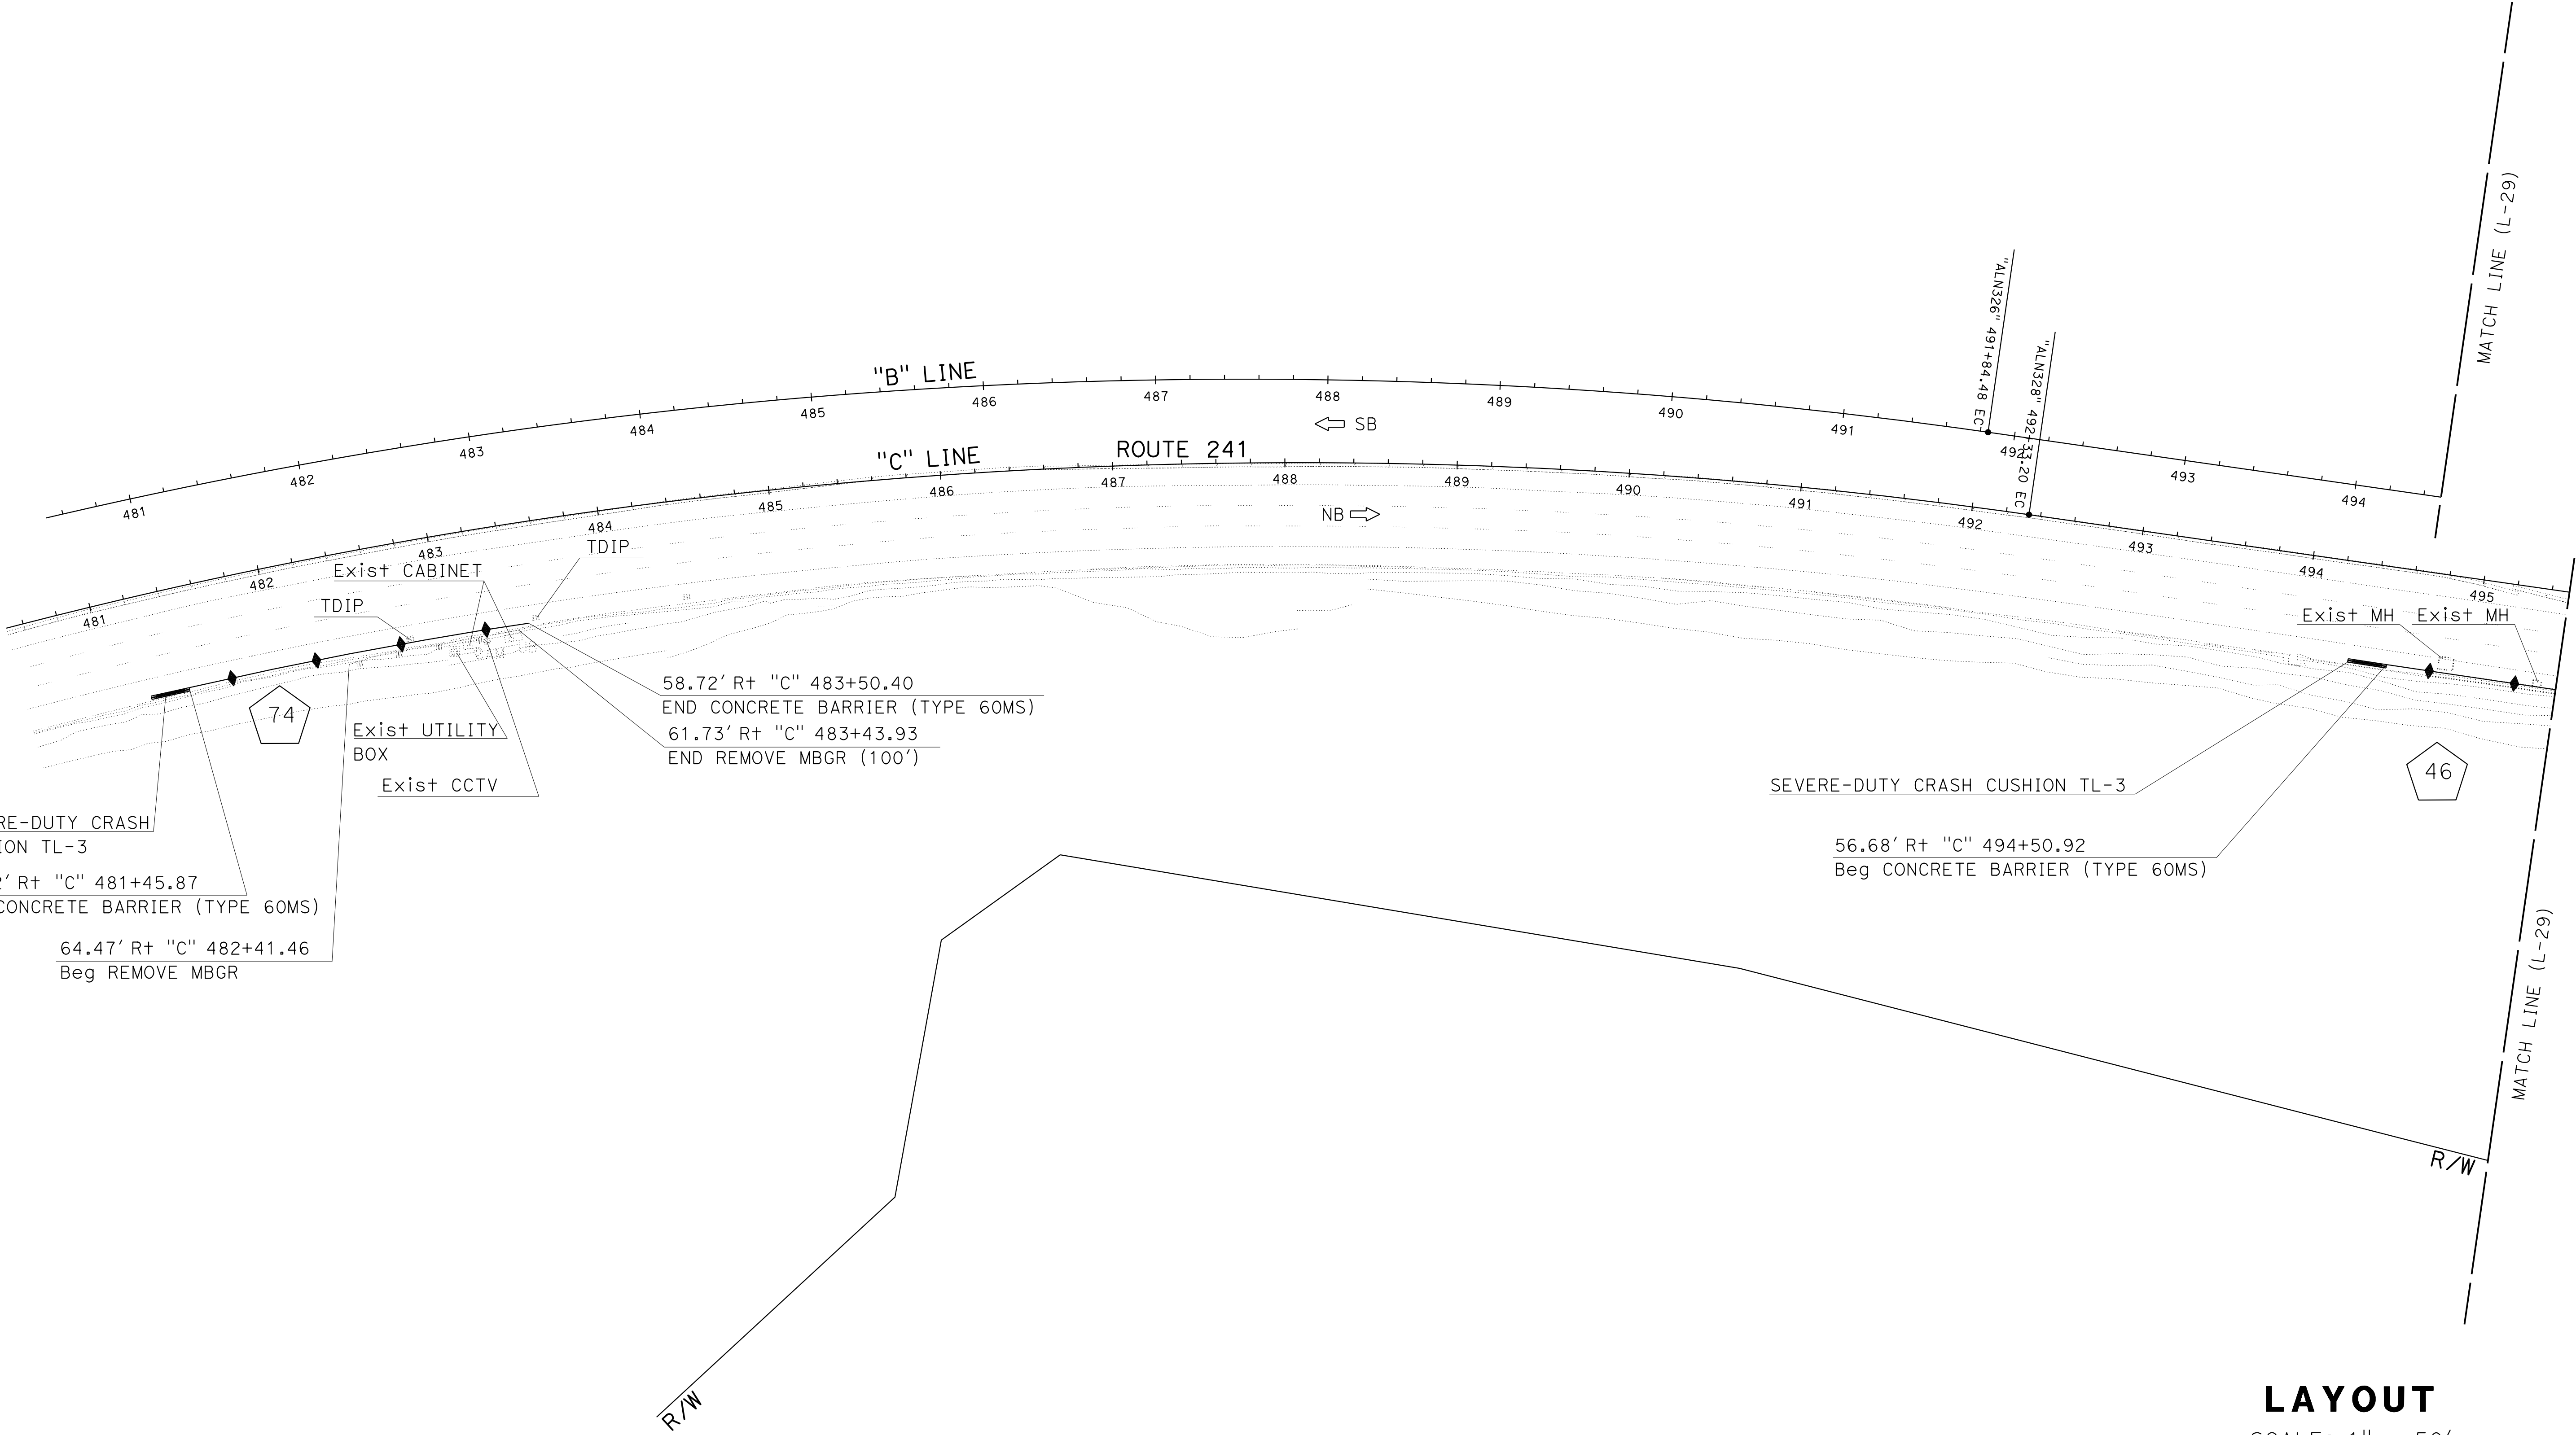 MATCH LINE (L-29)
"ALN326" 491+84.48 EC
"ALN328" 492+33.20 EC
"B" LINE
481
482
483
484
485
486
487
488
489
490
491
492
493
494
SB
"C" LINE
ROUTE 241
481
482
483
484
485
486
487
488
489
490
491
492
493
494
495
NB
TDIP
Exist CABINET
TDIP
Exist MH
Exist MH
58.72' Rt "C" 483+50.40
END CONCRETE BARRIER (TYPE 60MS)
61.73' Rt "C" 483+43.93
END REMOVE MBGR (100')
74
Exist UTILITY
BOX
Exist CCTV
46
SEVERE-DUTY CRASH CUSHION TL-3
RE-DUTY CRASH
ION TL-3
2' Rt "C" 481+45.87
CONCRETE BARRIER (TYPE 60MS)
56.68' Rt "C" 494+50.92
Beg CONCRETE BARRIER (TYPE 60MS)
64.47' Rt "C" 482+41.46
Beg REMOVE MBGR
MATCH LINE (L-29)
R/W
R/W
LAYOUT